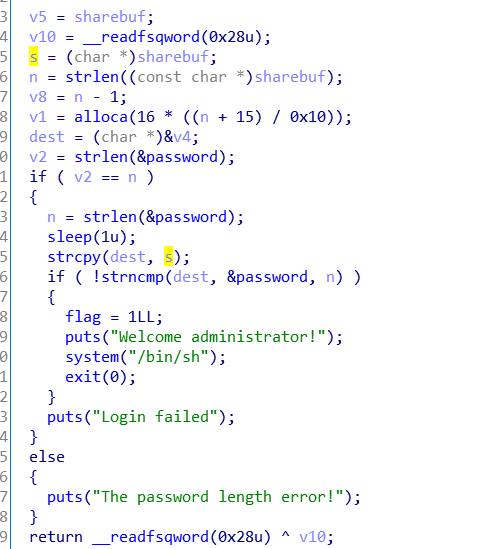 3 v5 = sharebuf;
4 v10 = __readfsqword(0x28u);
5 s = (char *)sharebuf;
6 n = strlen((const char *)sharebuf);
7 v8 = n - 1;
8 v1 = alloca(16 * ((n + 15) / 0x10));
9 dest = (char *)&v4;
0 v2 = strlen(&password);
1 if ( v2 == n )
2 {
3 n = strlen(&password);
4 sleep(1u);
5 strcpy(dest, s);
6 if ( !strncmp(dest, &password, n) )
7 {
8 flag = 1LL;
9 puts("Welcome administrator!");
0 system("/bin/sh");
1 exit(0);
2 }
3 puts("Login failed");
4 }
5 else
6 {
7 puts("The password length error!");
8 }
9 return __readfsqword(0x28u) ^ v10;